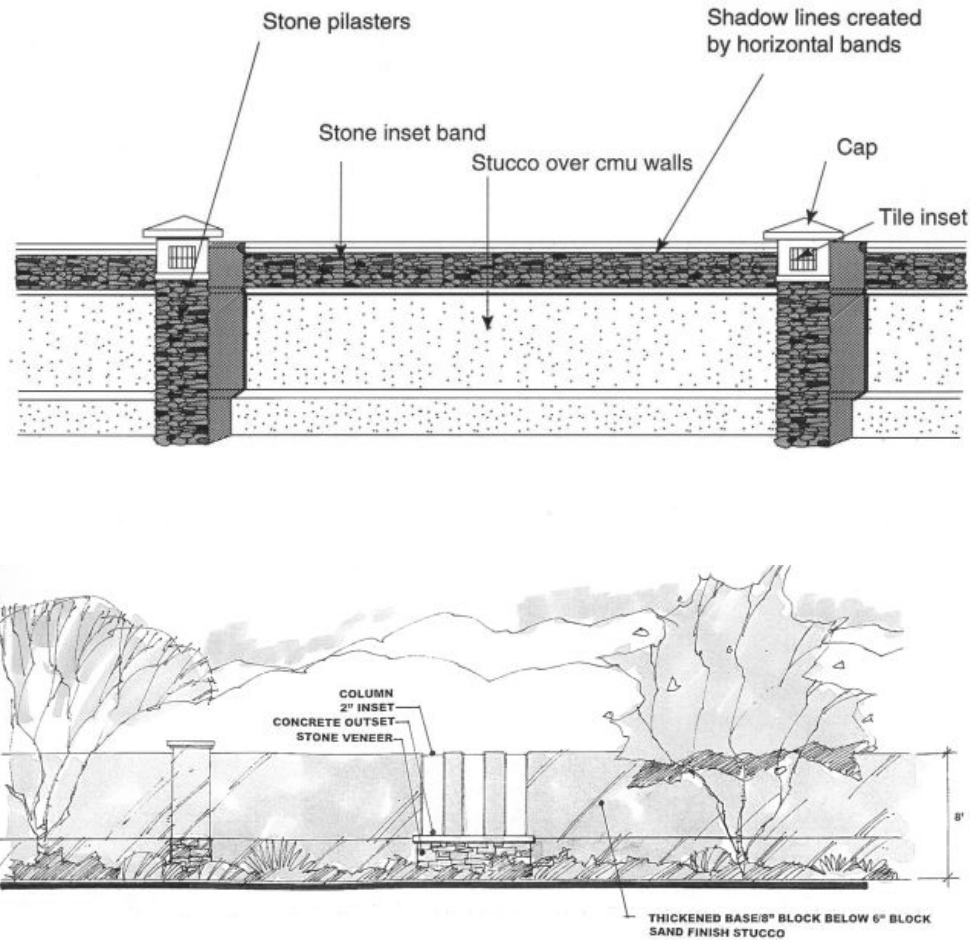 Stone pilasters
Shadow lines created
by horizontal bands
Stone inset band
Stucco over cmu walls
Cap
Tile inset
COLUMN
2" INSET
CONCRETE OUTSET
STONE VENEER
8'
THICKENED BASE/8" BLOCK BELOW 6" BLOCK
SAND FINISH STUCCO